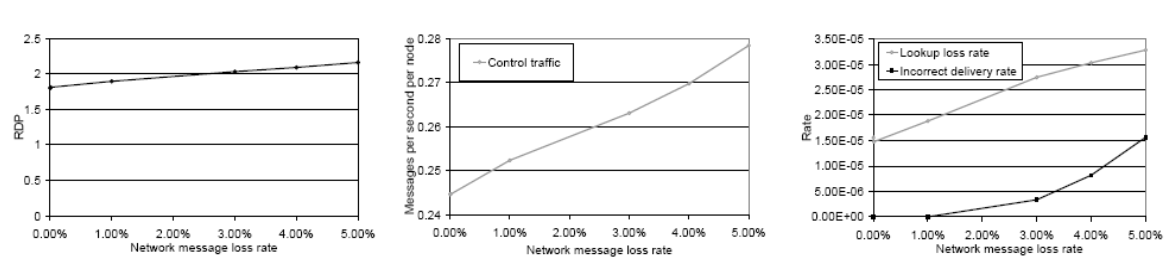 2.5
2
1.5
1
0.5
0
RDP
0.00% 1.00% 2.00% 3.00% 4.00% 5.00%
Network message loss rate
0.28
0.27
0.26
0.25
0.24
Messages per second per node
Control traffic
0.00% 1.00% 2.00% 3.00% 4.00% 5.00%
Network message loss rate
3.50E-05
3.00E-05
2.50E-05
2.00E-05
1.50E-05
1.00E-05
5.00E-06
0.00E+00
Rate
Lookup loss rate
Incorrect delivery rate
0.00% 1.00% 2.00% 3.00% 4.00% 5.00%
Network message loss rate